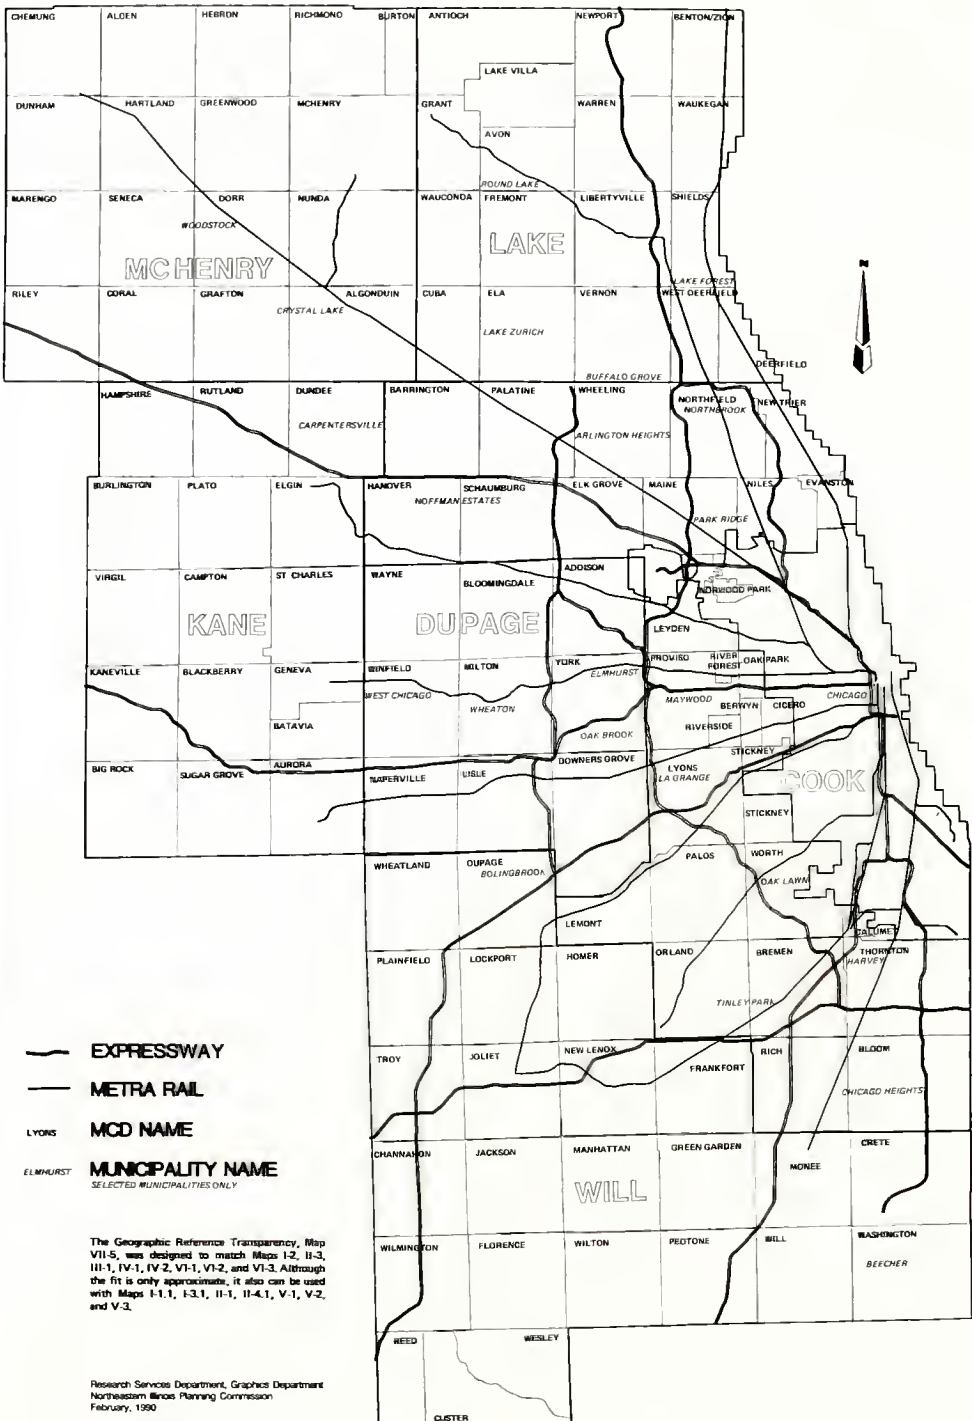 CHEMUNG ALDEN HEBRON RICHMOND BURTON ANTIOCH NEWPORT BENTON/ZION
LAKE VILLA
DUNHAM HARTLAND GREENWOOD MCHENRY GRANT WARREN WAUKEGAN
AVON
ROUND LAKE
MARENGO SENECA DORR NUNDA WAUCONDA FREMONT LIBERTYVILLE SHIELDS
WOODSTOCK
LAKE
MC HENRY
N
LAKE FOREST
RILEY CORAL GRAFTON ALGONQUIN CUBA ELA VERNON WEST DEERFIELD
CRYSTAL LAKE
LAKE ZURICH
DEERFIELD
BUFFALO GROVE
HAMPSHIRE RUTLAND DUNDEE BARRINGTON PALATINE WHEELING
NORTHFIELD NEW TRIER
NORTHBROOK
CARPENTERSVILLE ARLINGTON HEIGHTS
BURLINGTON PLATO ELGIN HANOVER SCHAUMBURG ELK GROVE MAINE NILES EVANSTON
HOFFMAN ESTATES
PARK RIDGE
ADDISON
VIRGIL CAMPTON ST CHARLES WAYNE BLOOMINGDALE
NORWOOD PARK
KANE DUPAGE
LEYDEN
KANEVILLE BLACKBERRY GENEVA WINFIELD MILTON YORK PROVISO RIVER FOREST OAK PARK
ELMHURST
WEST CHICAGO WHEATON MAYWOOD CHICAGO
BERWYN CICERO
BATAVIA RIVERSIDE
OAK BROOK
STICKNEY
BIG ROCK SUGAR GROVE AURORA NAPERVILLE LISLE DOWNERS GROVE LYONS
LA GRANGE
COOK
STICKNEY
WHEATLAND DUPAGE PALOS WORTH
BOLINGBROOK OAK LAWN
LEMONT
CALUMET
PLAINFIELD LOCKPORT HOMER ORLAND BREMEN THORNTON
HARVEY
TINLEY PARK
TROY JOLIET NEW LENOX FRANKFORT RICH BLOOM
CHICAGO HEIGHTS
CHANNAHON JACKSON MANHATTAN GREEN GARDEN MONEE CRETE
WILL
WILMINGTON FLORENCE WILTON PEOTONE WILL WASHINGTON
BEECHER
REED WESLEY
CUSTER
EXPRESSWAY
METRA RAIL
LYONS MCD NAME
ELMHURST MUNICIPALITY NAME
SELECTED MUNICIPALITIES ONLY
The Geographic Reference Transparency, Map
VII-5, was designed to match Maps I-2, II-3,
III-1, IV-1, IV-2, VI-1, VI-2, and VI-3. Although
the fit is only approximate, it also can be used
with Maps I-1.1, I-3.1, II-1, II-4.1, V-1, V-2,
and V-3.
Research Services Department, Graphics Department
Northeastern Illinois Planning Commission
February, 1990